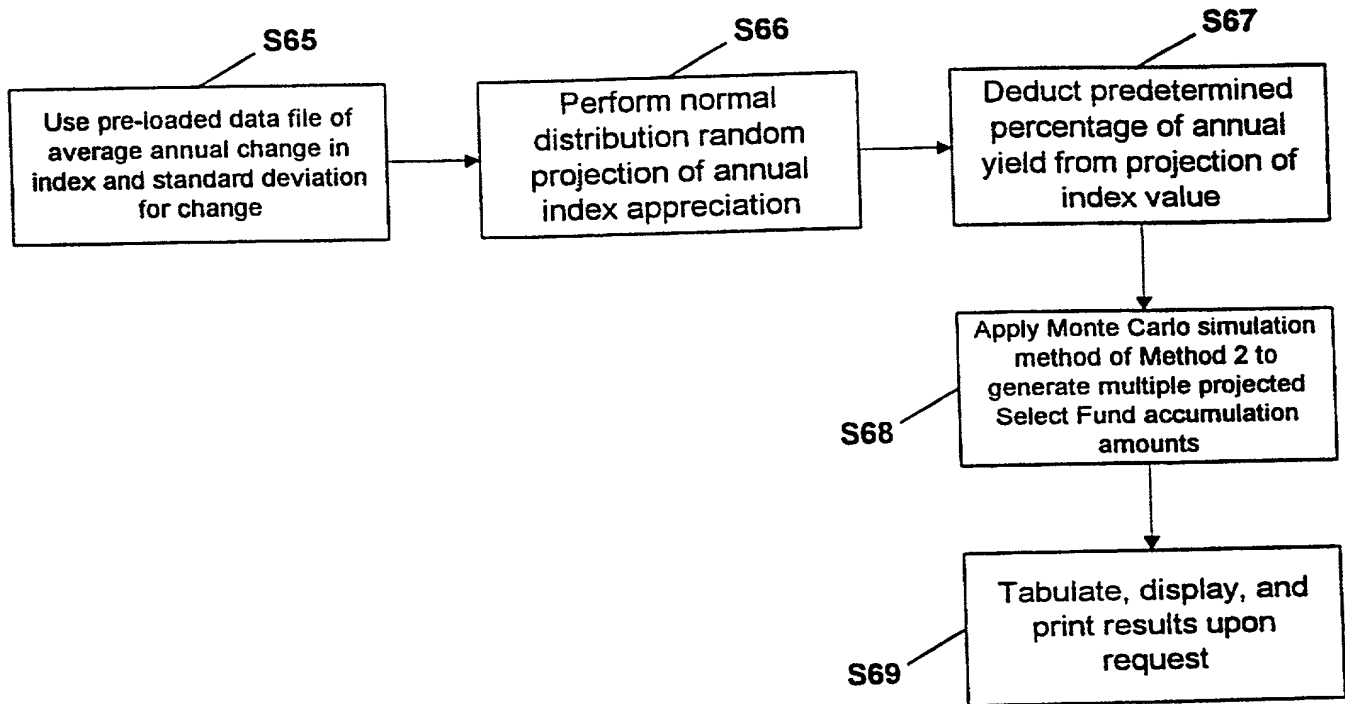 S65
Use pre-loaded data file of
average annual change in
index and standard deviation
for change
S66
Perform normal
distribution random
projection of annual
index appreciation
S67
Deduct predetermined
percentage of annual
yield from projection of
index value
S68
Apply Monte Carlo simulation
method of Method 2 to
generate multiple projected
Select Fund accumulation
amounts
S69
Tabulate, display, and
print results upon
request